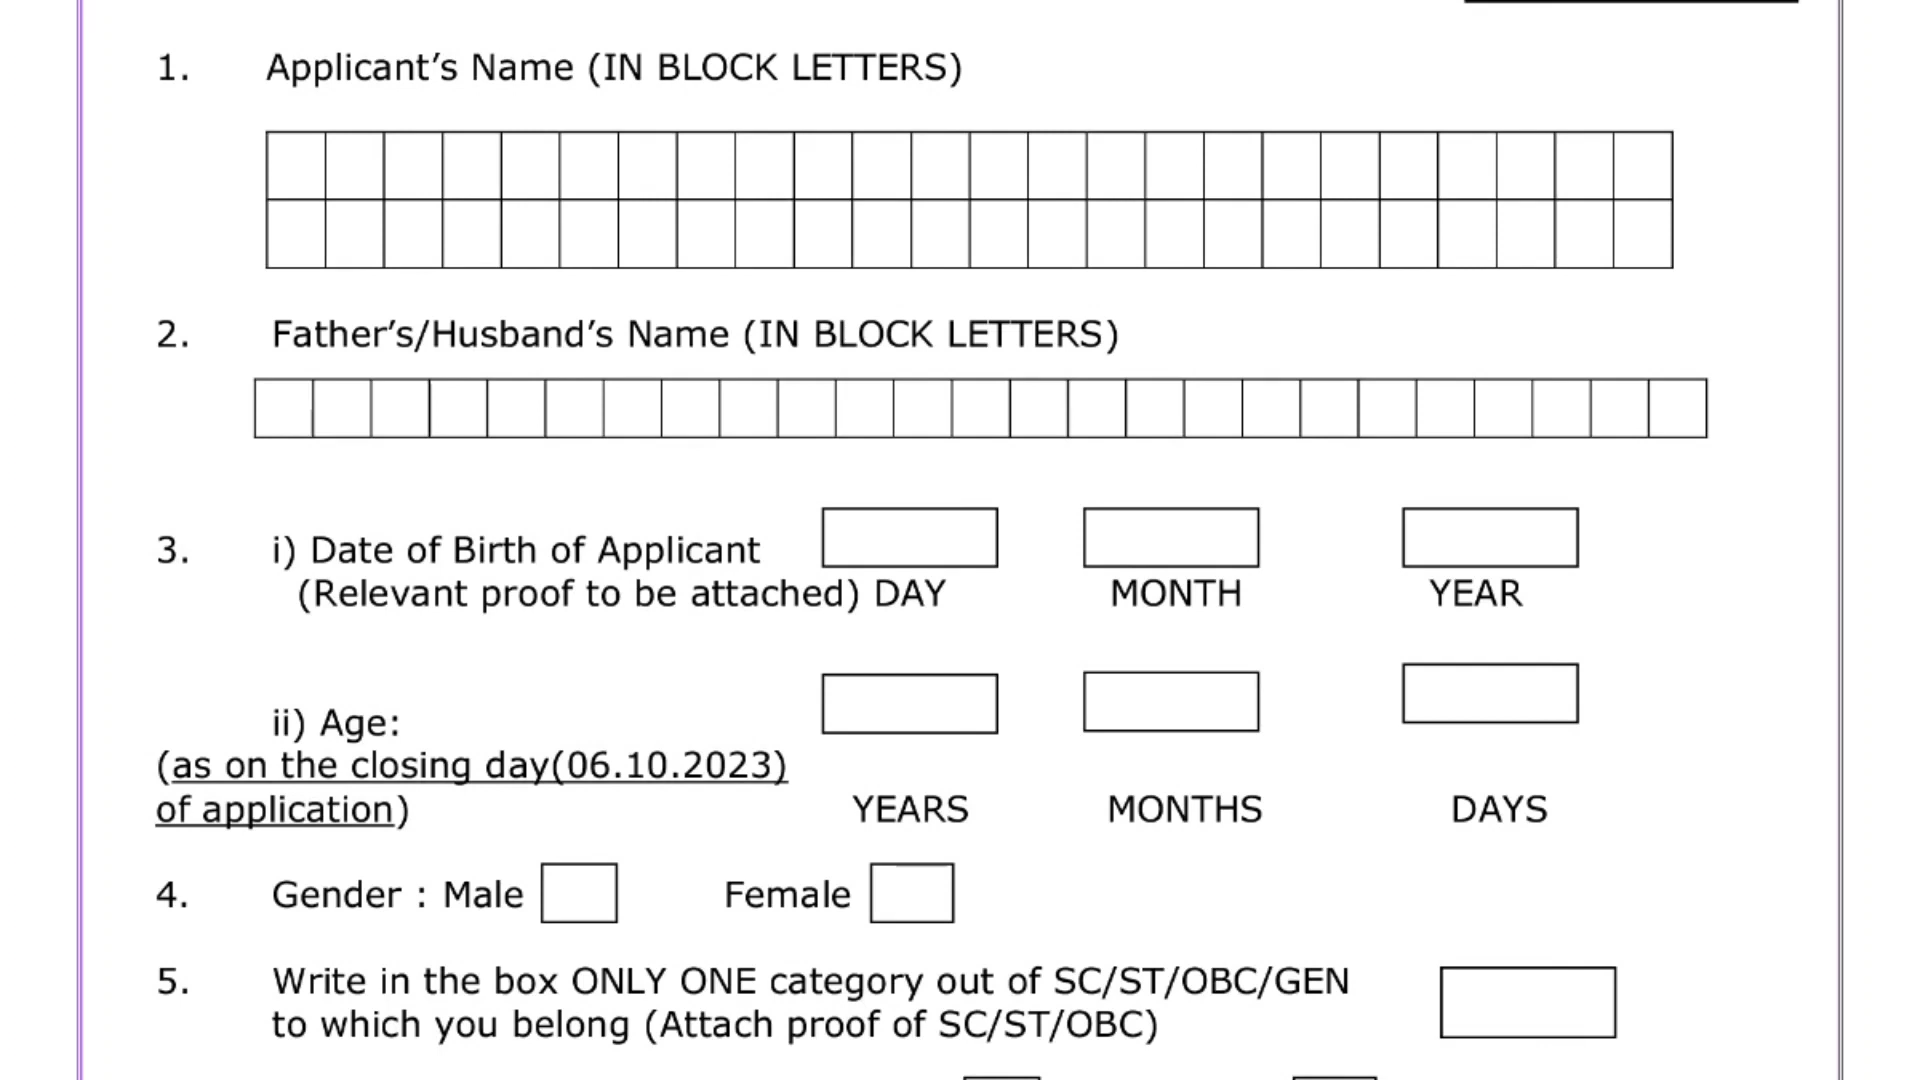 1. Applicant’s Name (IN BLOCK LETTERS)
2. Father’s/Husband’s Name (IN BLOCK LETTERS)
3. i) Date of Birth of Applicant
(Relevant proof to be attached) DAY MONTH YEAR
ii) Age:
(as on the closing day(06.10.2023)
of application) YEARS MONTHS DAYS
4. Gender : Male Female
5. Write in the box ONLY ONE category out of SC/ST/OBC/GEN
to which you belong (Attach proof of SC/ST/OBC)